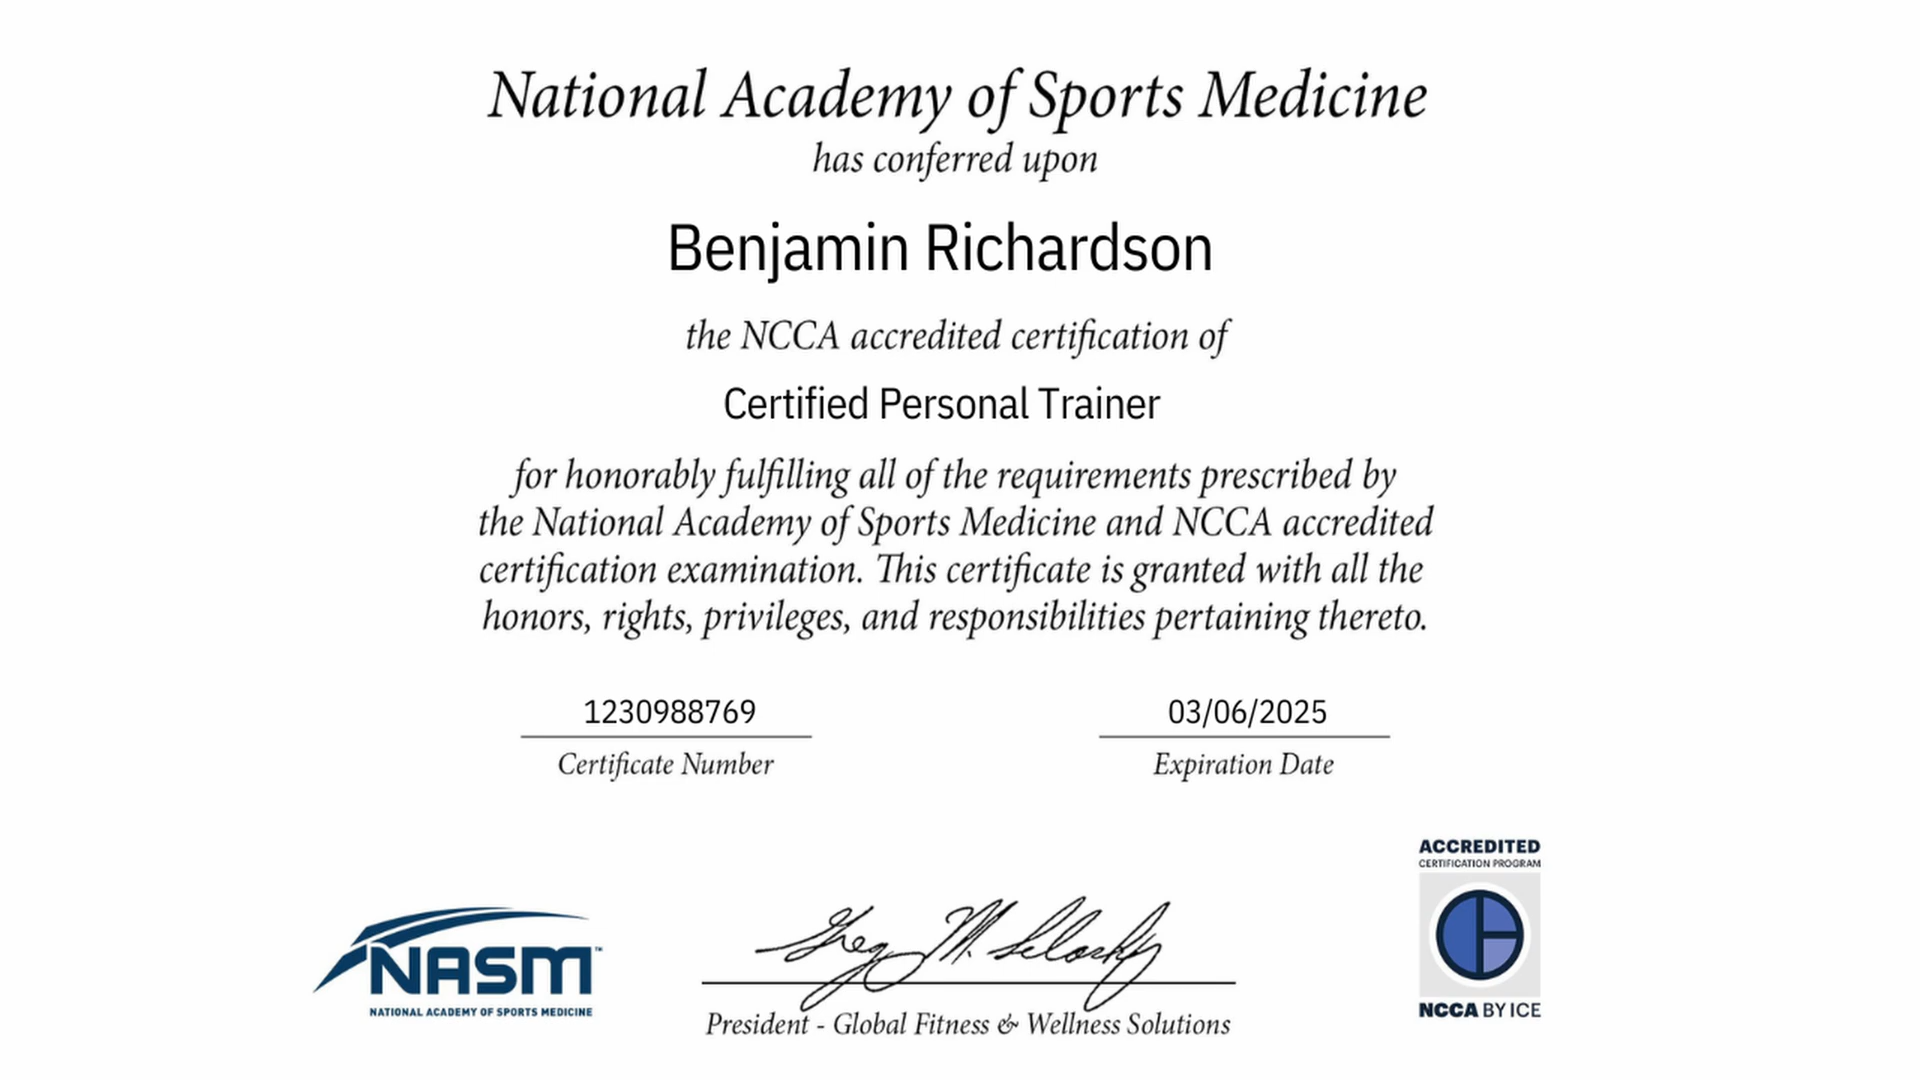 National Academy of Sports Medicine
has conferred upon
Benjamin Richardson
the NCCA accredited certification of
Certified Personal Trainer
for honorably fulfilling all of the requirements prescribed by
the National Academy of Sports Medicine and NCCA accredited
certification examination. This certificate is granted with all the
honors, rights, privileges, and responsibilities pertaining thereto.
1230988769
Certificate Number
03/06/2025
Expiration Date
NASM™
NATIONAL ACADEMY OF SPORTS MEDICINE
President - Global Fitness & Wellness Solutions
ACCREDITED
CERTIFICATION PROGRAM
NCCA BY ICE